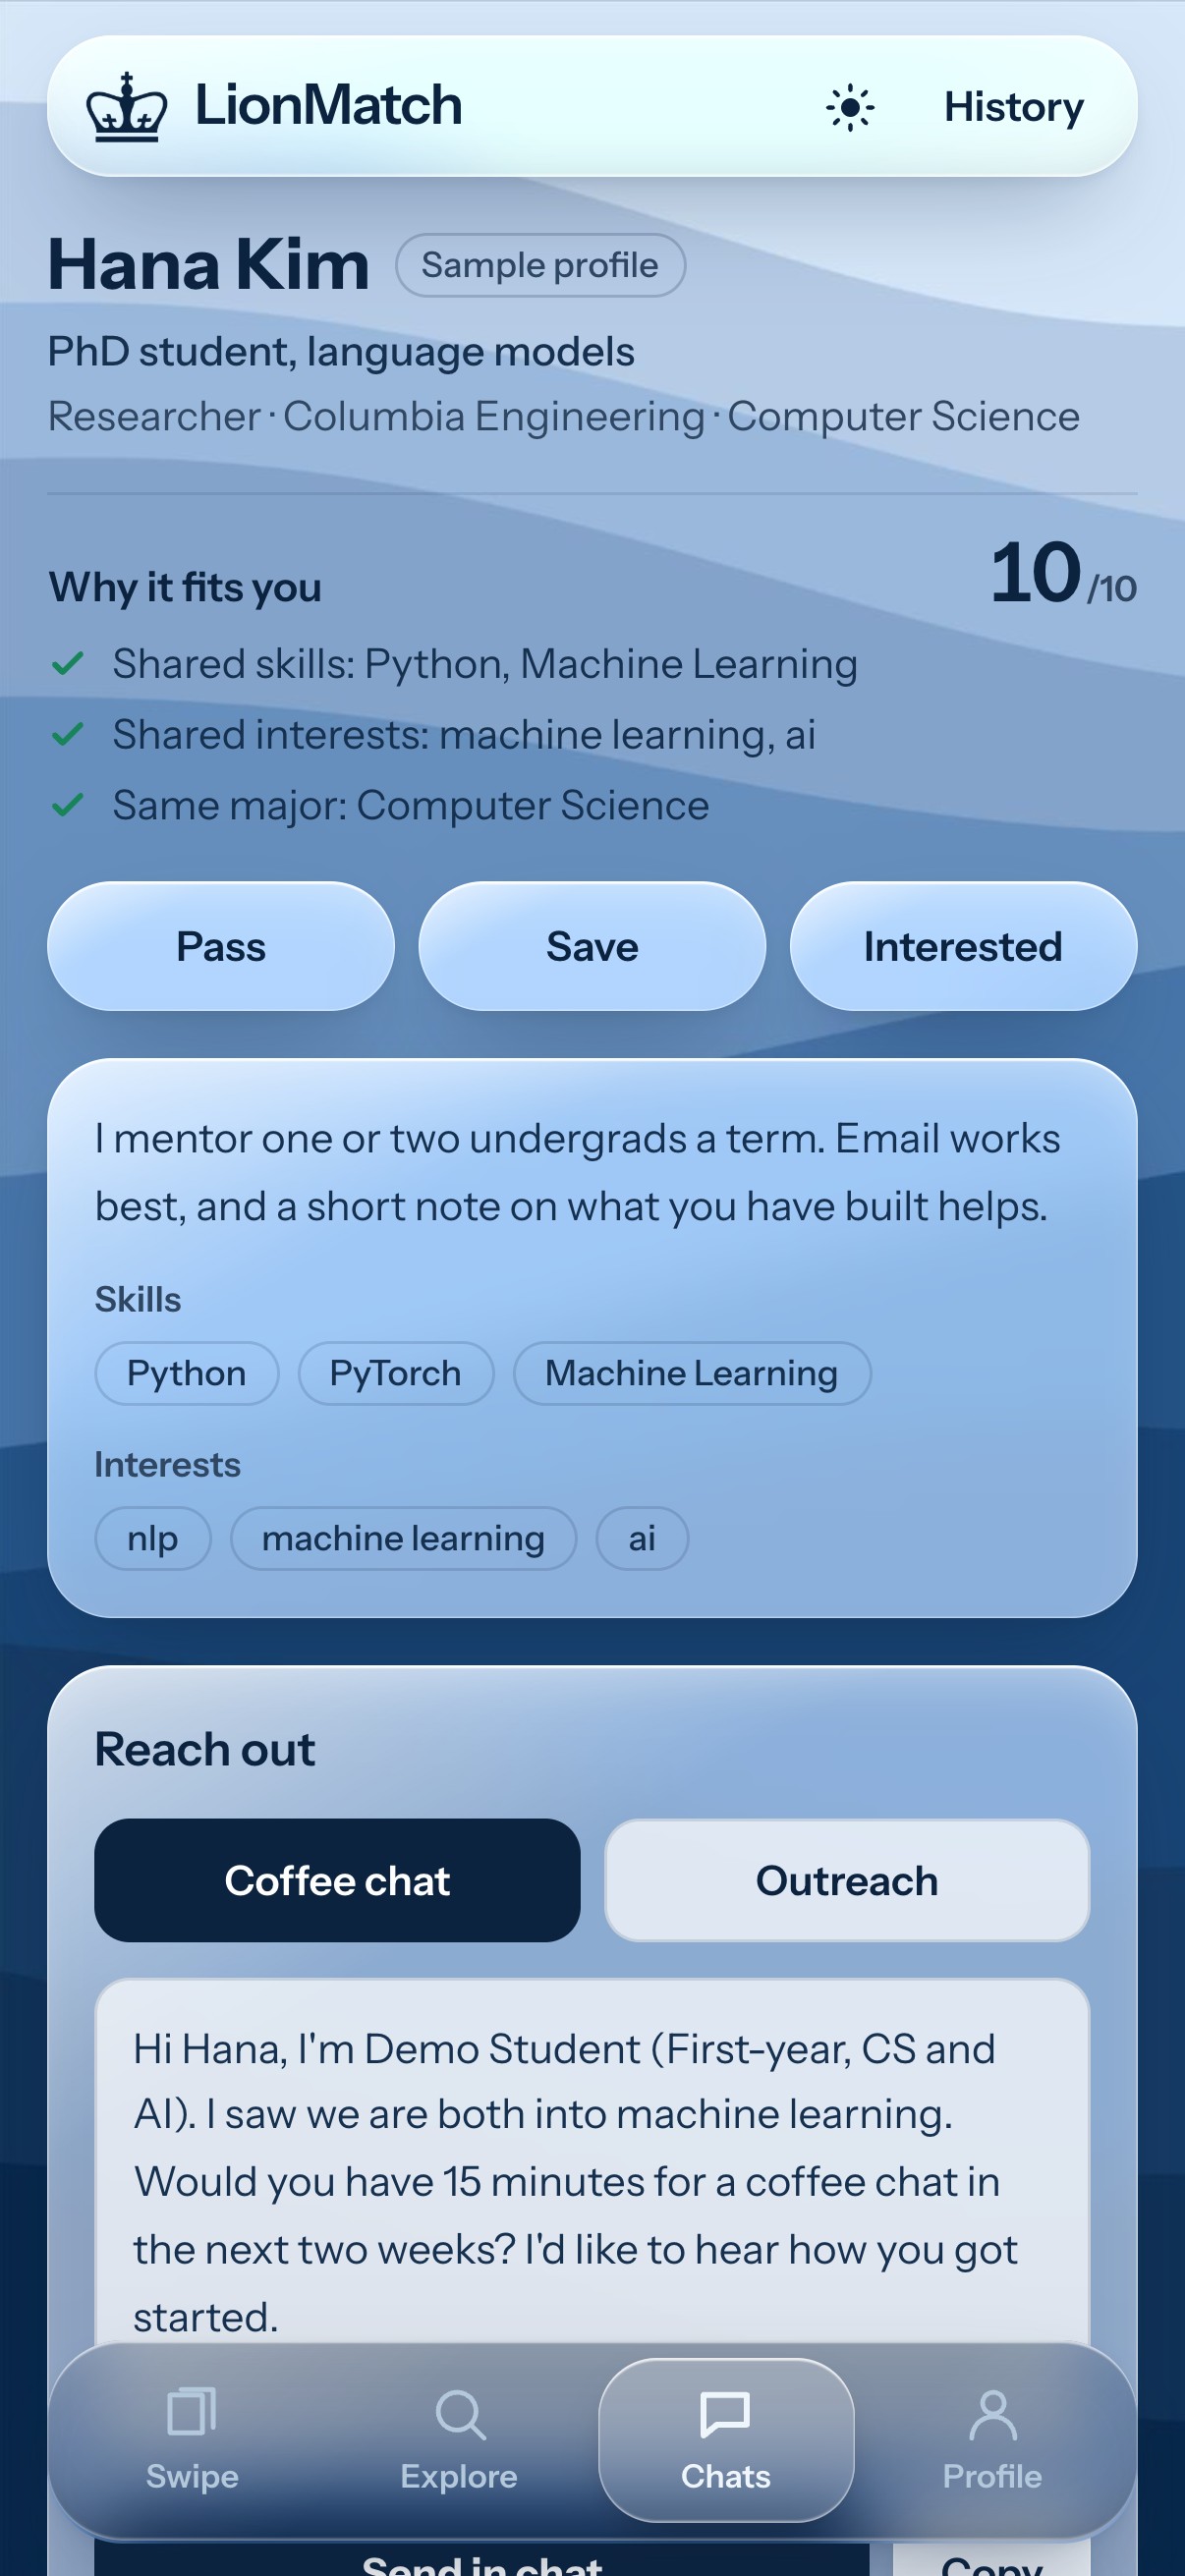 LionMatch
History
Hana Kim
Sample profile
PhD student, language models
Researcher · Columbia Engineering · Computer Science
Why it fits you
10/10
Shared skills: Python, Machine Learning
Shared interests: machine learning, ai
Same major: Computer Science
Pass
Save
Interested
I mentor one or two undergrads a term. Email works
best, and a short note on what you have built helps.
Skills
Python
PyTorch
Machine Learning
Interests
nlp
machine learning
ai
Reach out
Coffee chat
Outreach
Hi Hana, I'm Demo Student (First-year, CS and
AI). I saw we are both into machine learning.
Would you have 15 minutes for a coffee chat in
the next two weeks? I'd like to hear how you got
started.
Swipe
Explore
Chats
Profile
Send in chat
Copy